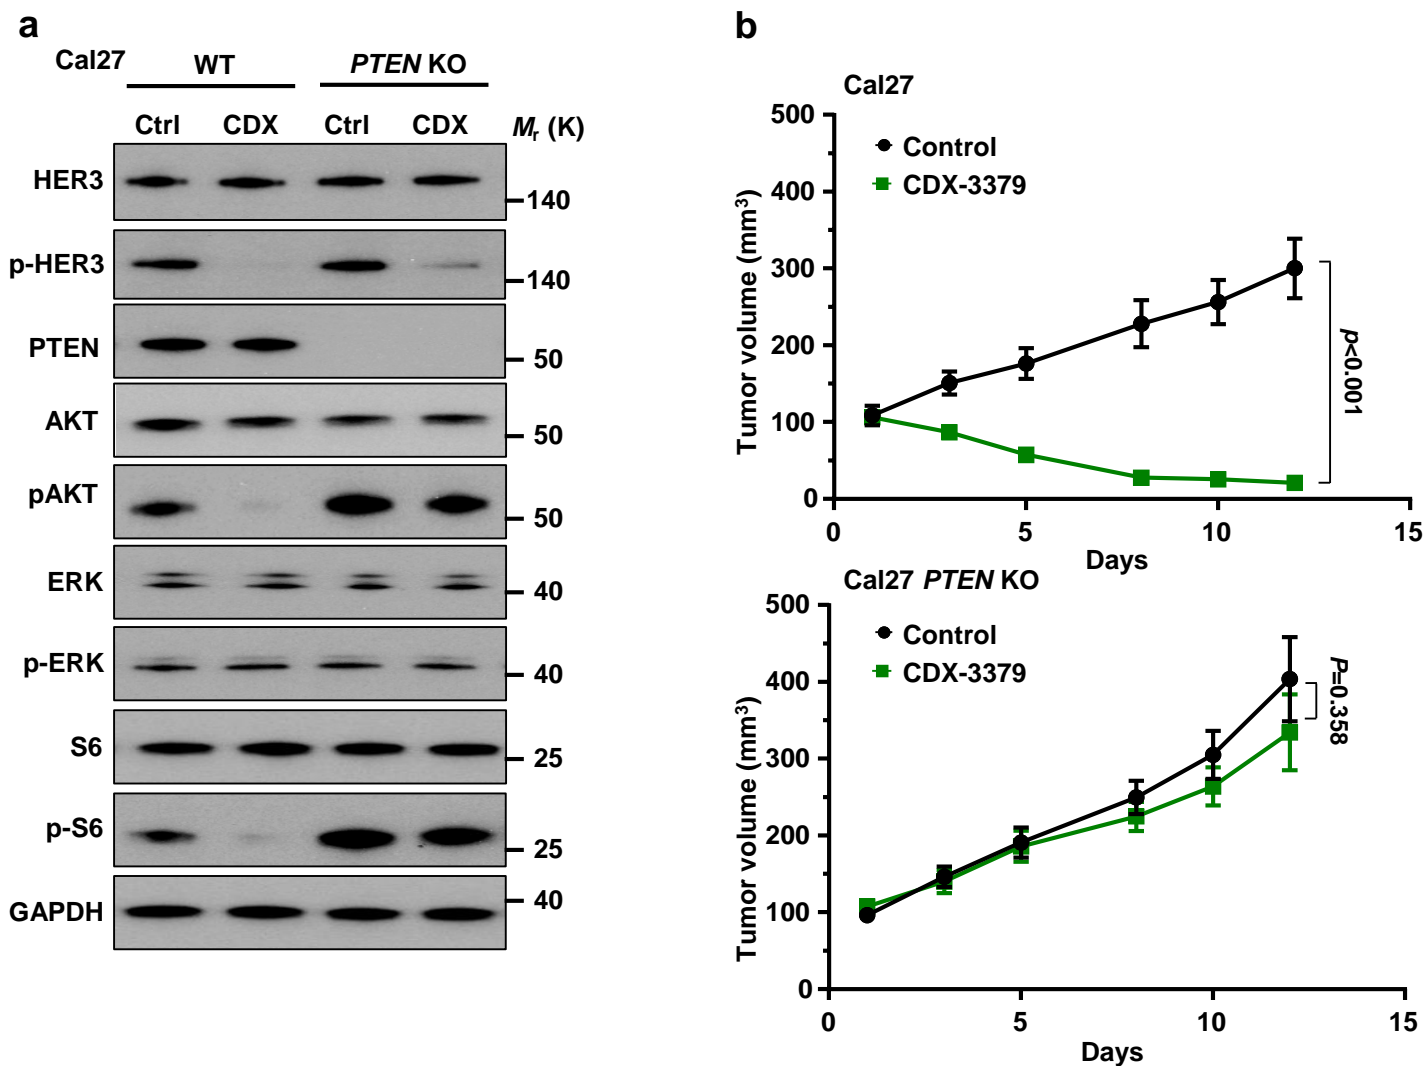 a
Cal27
WT
PTEN KO
Ctrl
CDX
Ctrl
CDX
Mr (K)
HER3
140
p-HER3
140
PTEN
50
AKT
50
pAKT
50
ERK
40
p-ERK
40
S6
25
p-S6
25
GAPDH
40
b
Cal27
Control
CDX-3379
Tumor volume (mm³)
500
400
300
200
100
0
0
5
10
15
Days
p<0.001
Cal27 PTEN KO
Control
CDX-3379
Tumor volume (mm³)
500
400
300
200
100
0
0
5
10
15
Days
P=0.358